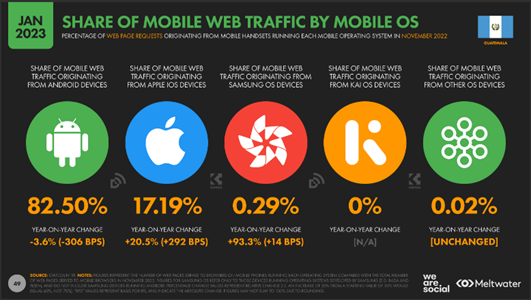 JAN
2023
SHARE OF MOBILE WEB TRAFFIC BY MOBILE OS
PERCENTAGE OF WEB PAGE REQUESTS ORIGINATING FROM MOBILE HANDSETS RUNNING EACH MOBILE OPERATING SYSTEM IN NOVEMBER 2022
GUATEMALA
SHARE OF MOBILE WEB
TRAFFIC ORIGINATING
FROM ANDROID DEVICES
82.50%
YEAR-ON-YEAR CHANGE
-3.6% (-306 BPS)
SHARE OF MOBILE WEB
TRAFFIC ORIGINATING
FROM APPLE IOS DEVICES
17.19%
YEAR-ON-YEAR CHANGE
+20.5% (+292 BPS)
SHARE OF MOBILE WEB
TRAFFIC ORIGINATING FROM
SAMSUNG OS DEVICES
0.29%
YEAR-ON-YEAR CHANGE
+93.3% (+14 BPS)
SHARE OF MOBILE WEB
TRAFFIC ORIGINATING
FROM KAI OS DEVICES
0%
YEAR-ON-YEAR CHANGE
[N/A]
SHARE OF MOBILE WEB
TRAFFIC ORIGINATING
FROM OTHER OS DEVICES
0.02%
YEAR-ON-YEAR CHANGE
[UNCHANGED]
49
we
are.
social
Meltwater